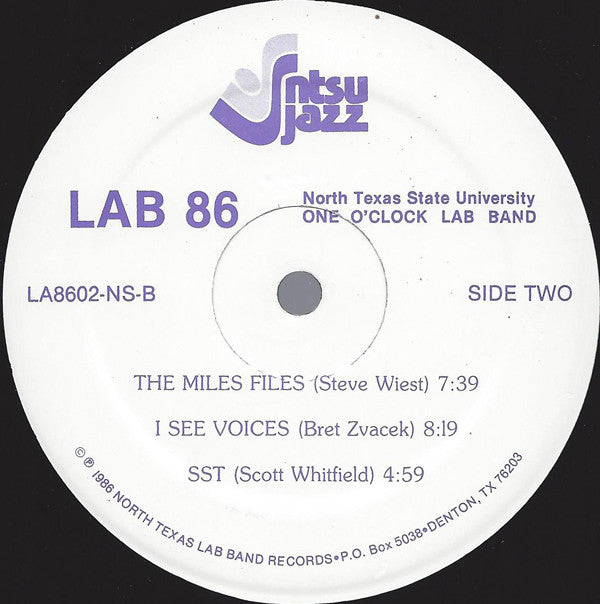 ntsu
jazz
LAB 86
North Texas State University
ONE O'CLOCK LAB BAND
LA8602-NS-B
SIDE TWO
THE MILES FILES (Steve Wiest) 7:39
I SEE VOICES (Bret Zvacek) 8:19
SST (Scott Whitfield) 4:59
© ℗ 1986 NORTH TEXAS LAB BAND RECORDS•P.O. Box 5038•DENTON, TX 76203